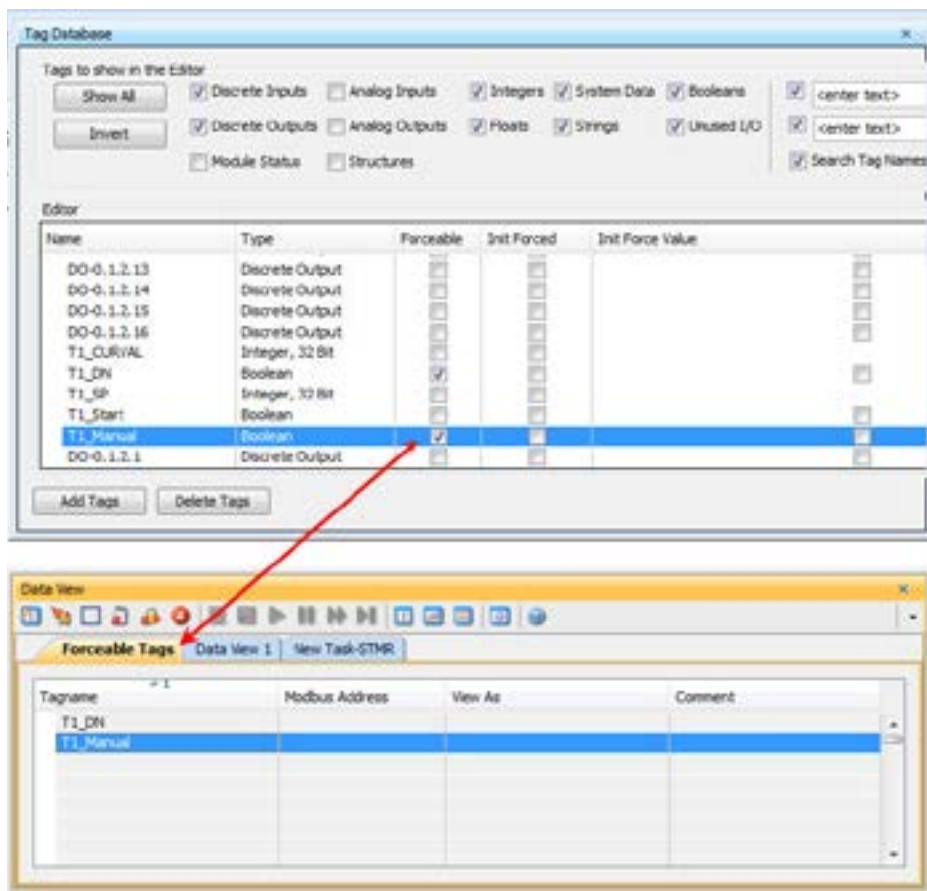 Tag Database
Tags to show in the Editor
Show All
Discrete Inputs
Analog Inputs
Integers
System Data
Booleans
<enter text>
Invert
Discrete Outputs
Analog Outputs
Floats
Strings
Unused I/O
<enter text>
Module Status
Structures
Search Tag Names
Editor
Name Type Forceable Init Forced Init Force Value
DO-0.1.2.13 Discrete Output
DO-0.1.2.14 Discrete Output
DO-0.1.2.15 Discrete Output
DO-0.1.2.16 Discrete Output
T1_CURVAL Integer, 32 Bit
T1_DN Boolean
T1_SP Integer, 32 Bit
T1_Start Boolean
T1_Manual Boolean
DO-0.1.2.1 Discrete Output
Add Tags
Delete Tags
Data View
Forceable Tags
Data View 1
New Task-STMR
1
Tagname Modbus Address View As Comment
T1_DN
T1_Manual